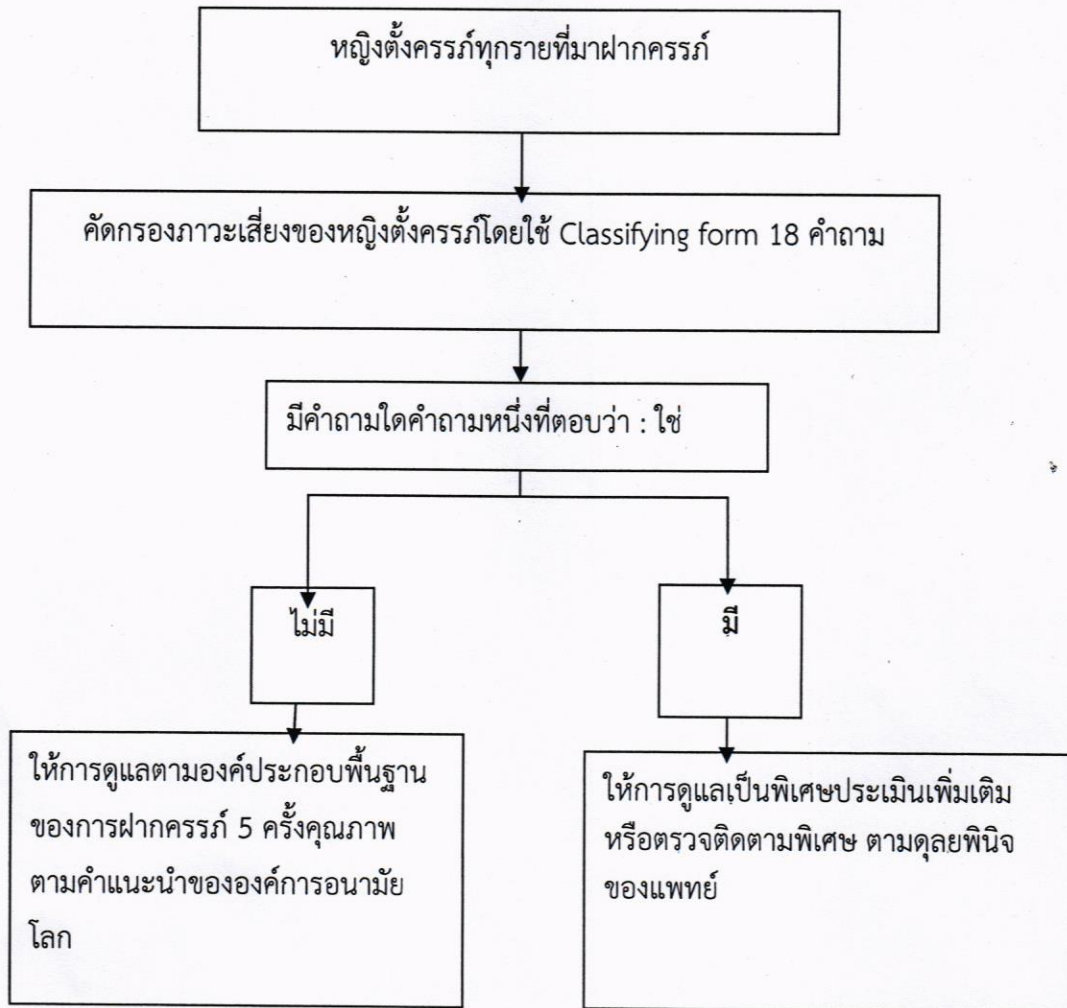 หญิงตั้งครรภ์ทุกรายที่มาฝากครรภ์
คัดกรองภาวะเสี่ยงของหญิงตั้งครรภ์โดยใช้ Classifying form 18 คำถาม
มีคำถามใดคำถามหนึ่งที่ตอบว่า : ใช่
ไม่มี
มี
ให้การดูแลตามองค์ประกอบพื้นฐาน
ของการฝากครรภ์ 5 ครั้งคุณภาพ
ตามคำแนะนำขององค์การอนามัย
โลก
ให้การดูแลเป็นพิเศษประเมินเพิ่มเติม
หรือตรวจติดตามพิเศษ ตามดุลยพินิจ
ของแพทย์